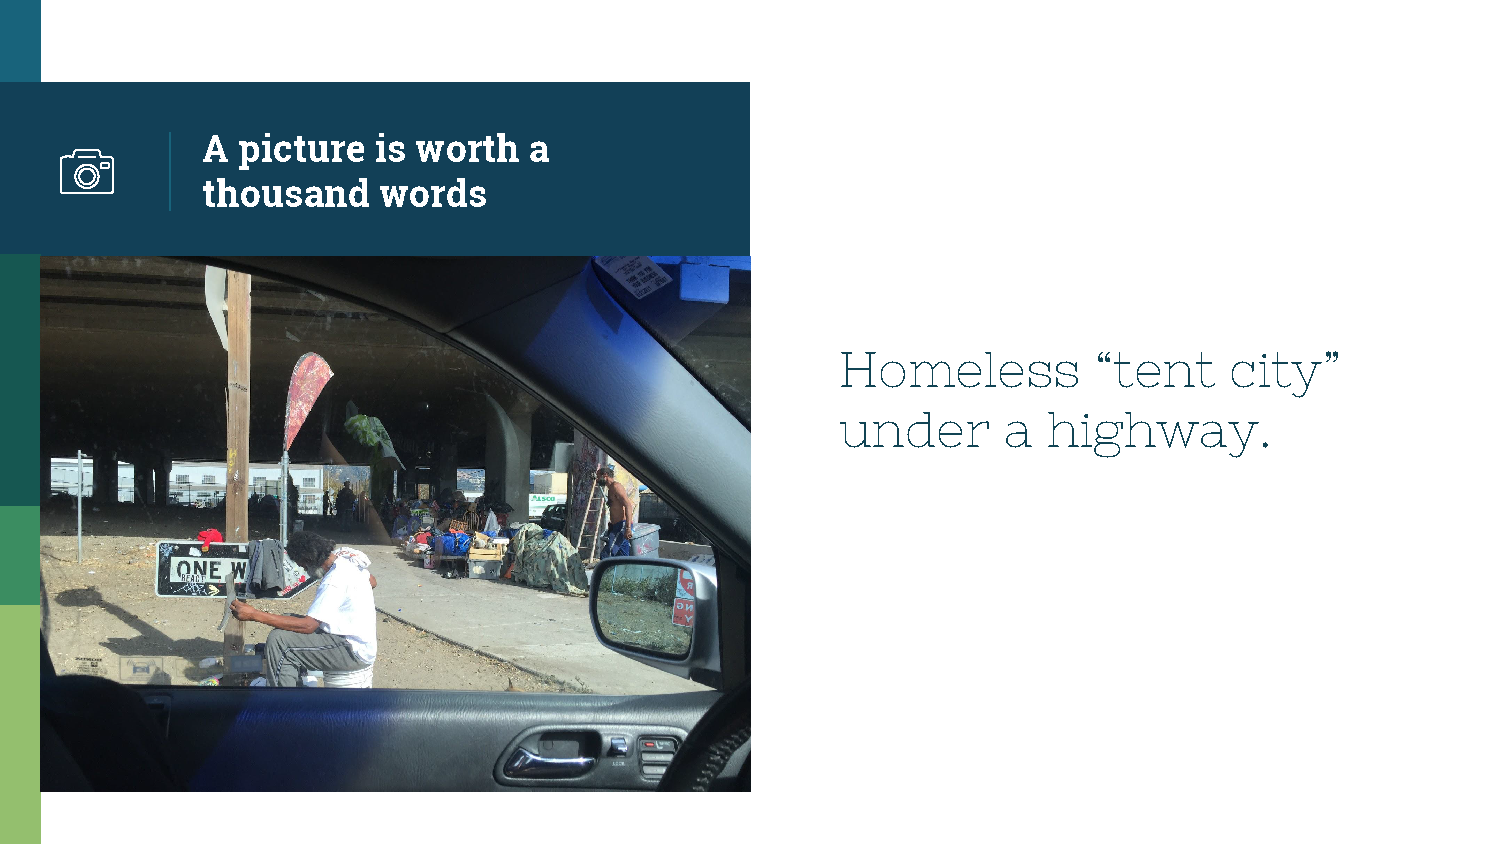 A picture is worth a
thousand words
Homeless “tent city”
under a highway.
ONE W